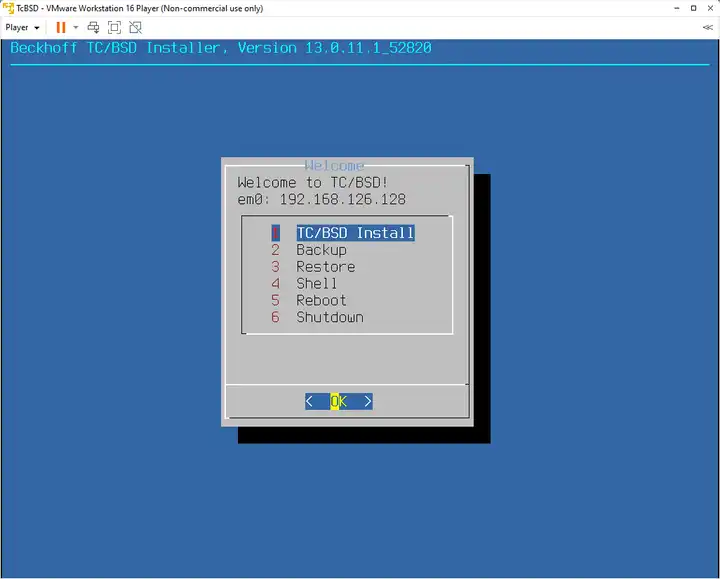 TcBSD - VMware Workstation 16 Player (Non-commercial use only)
Player
Beckhoff TC/BSD Installer, Version 13.0.11.1_52820
Welcome
Welcome to TC/BSD!
em0: 192.168.126.128
1 TC/BSD Install
2 Backup
3 Restore
4 Shell
5 Reboot
6 Shutdown
< OK >